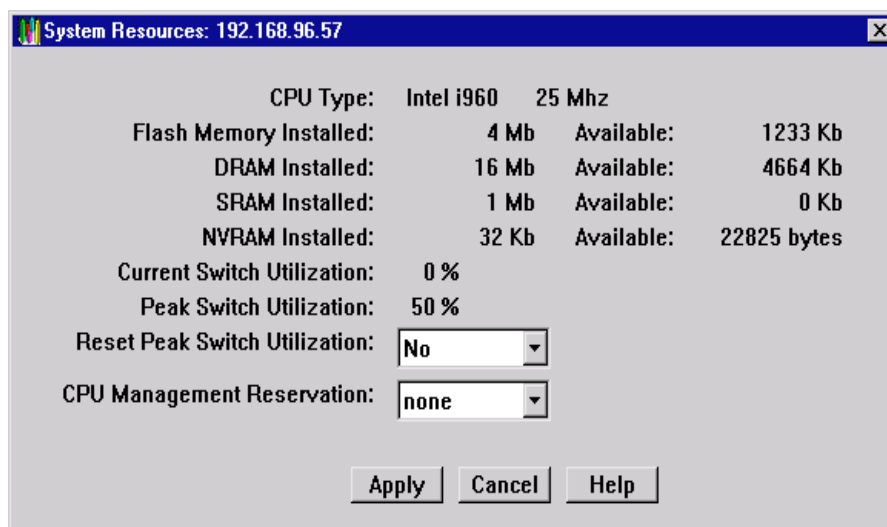 System Resources: 192.168.96.57
CPU Type: Intel i960 25 Mhz
Flash Memory Installed: 4 Mb Available: 1233 Kb
DRAM Installed: 16 Mb Available: 4664 Kb
SRAM Installed: 1 Mb Available: 0 Kb
NVRAM Installed: 32 Kb Available: 22825 bytes
Current Switch Utilization: 0 %
Peak Switch Utilization: 50 %
Reset Peak Switch Utilization: No
CPU Management Reservation: none
Apply Cancel Help